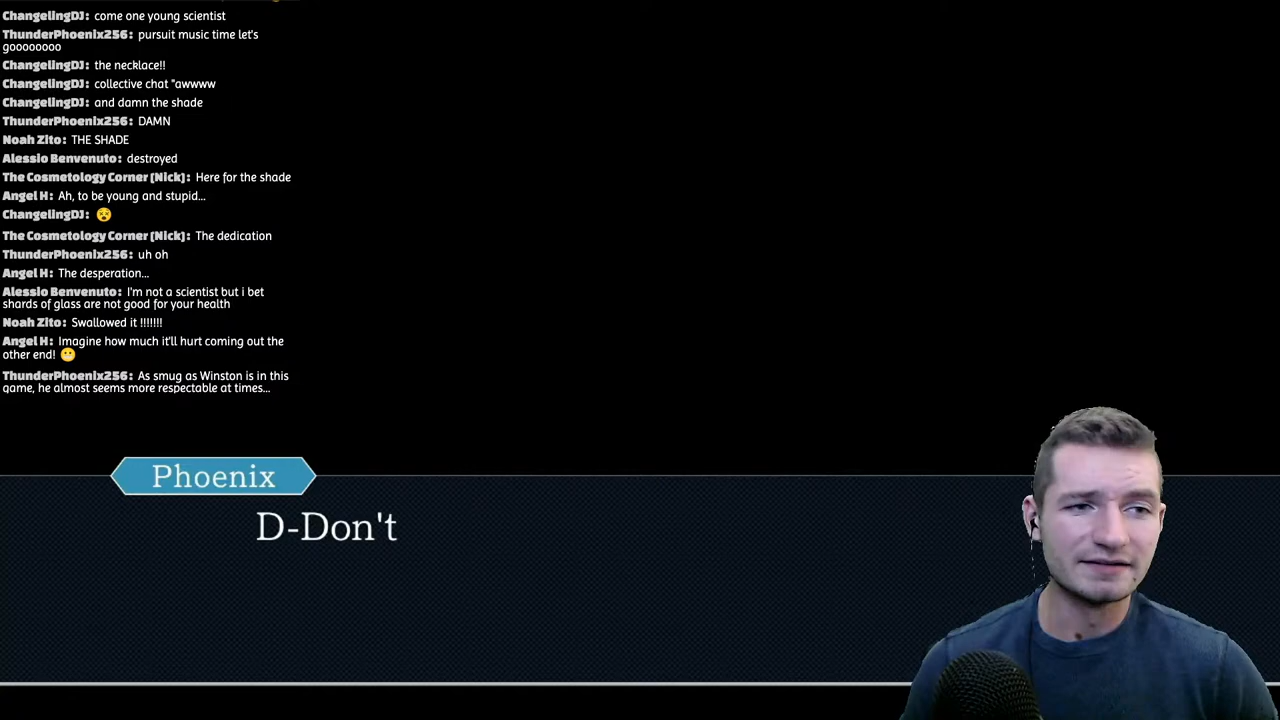 ChangelingDJ: come one young scientist
ThunderPhoenix256: pursuit music time let's
goooooooo
ChangelingDJ: the necklace!!
ChangelingDJ: collective chat "awwww
ChangelingDJ: and damn the shade
ThunderPhoenix256: DAMN
Noah Zito: THE SHADE
Alessio Benvenuto: destroyed
The Cosmetology Corner (Nick): Here for the shade
Angel H: Ah, to be young and stupid...
ChangelingDJ: 😵
The Cosmetology Corner (Nick): The dedication
ThunderPhoenix256: uh oh
Angel H: The desperation...
Alessio Benvenuto: I'm not a scientist but i bet
shards of glass are not good for your health
Noah Zito: Swallowed it !!!!!!!
Angel H: Imagine how much it'll hurt coming out the
other end! 😬
ThunderPhoenix256: As smug as Winston is in this
game, he almost seems more respectable at times...
Phoenix
D-Don't